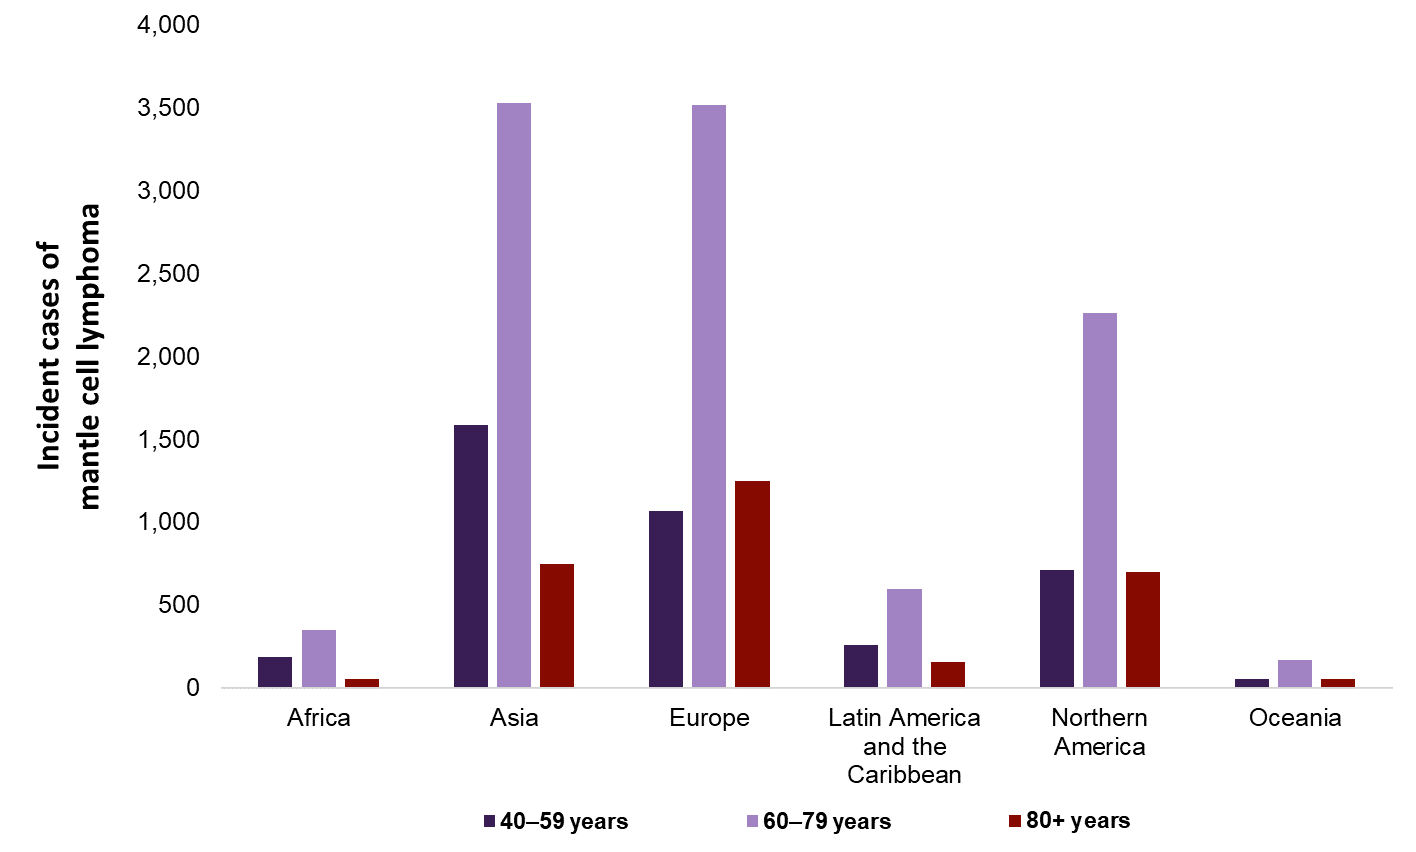 4,000
3,500
3,000
2,500
2,000
1,500
1,000
500
0
Incident cases of
mantle cell lymphoma
Africa
Asia
Europe
Latin America
and the
Caribbean
Northern
America
Oceania
40–59 years
60–79 years
80+ years